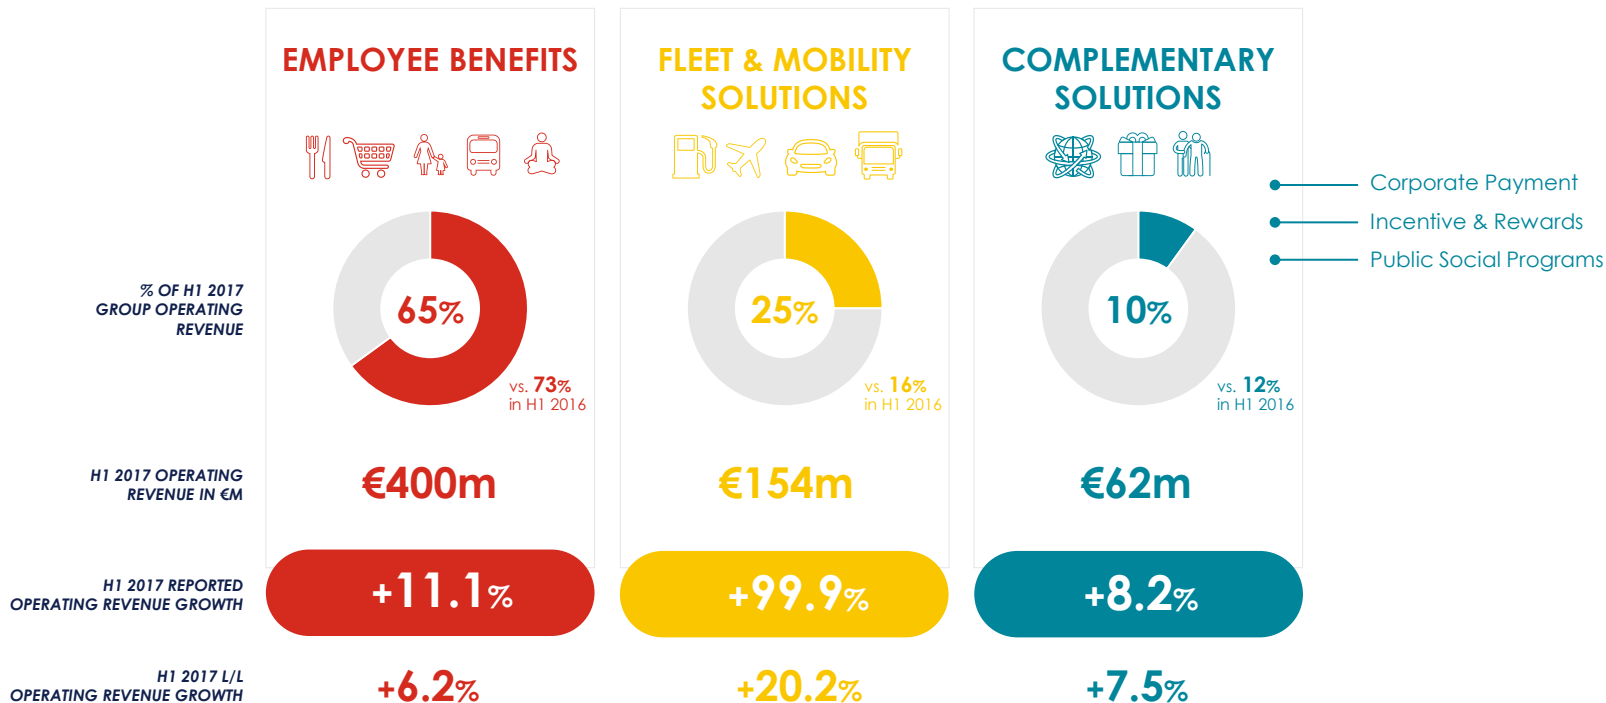 EMPLOYEE BENEFITS
FLEET & MOBILITY
SOLUTIONS
COMPLEMENTARY
SOLUTIONS
Corporate Payment
Incentive & Rewards
Public Social Programs
% OF H1 2017
GROUP OPERATING
REVENUE
65%
vs. 73%
in H1 2016
25%
vs. 16%
in H1 2016
10%
vs. 12%
in H1 2016
H1 2017 OPERATING
REVENUE IN €M
€400m
€154m
€62m
H1 2017 REPORTED
OPERATING REVENUE GROWTH
+11.1%
+99.9%
+8.2%
H1 2017 L/L
OPERATING REVENUE GROWTH
+6.2%
+20.2%
+7.5%